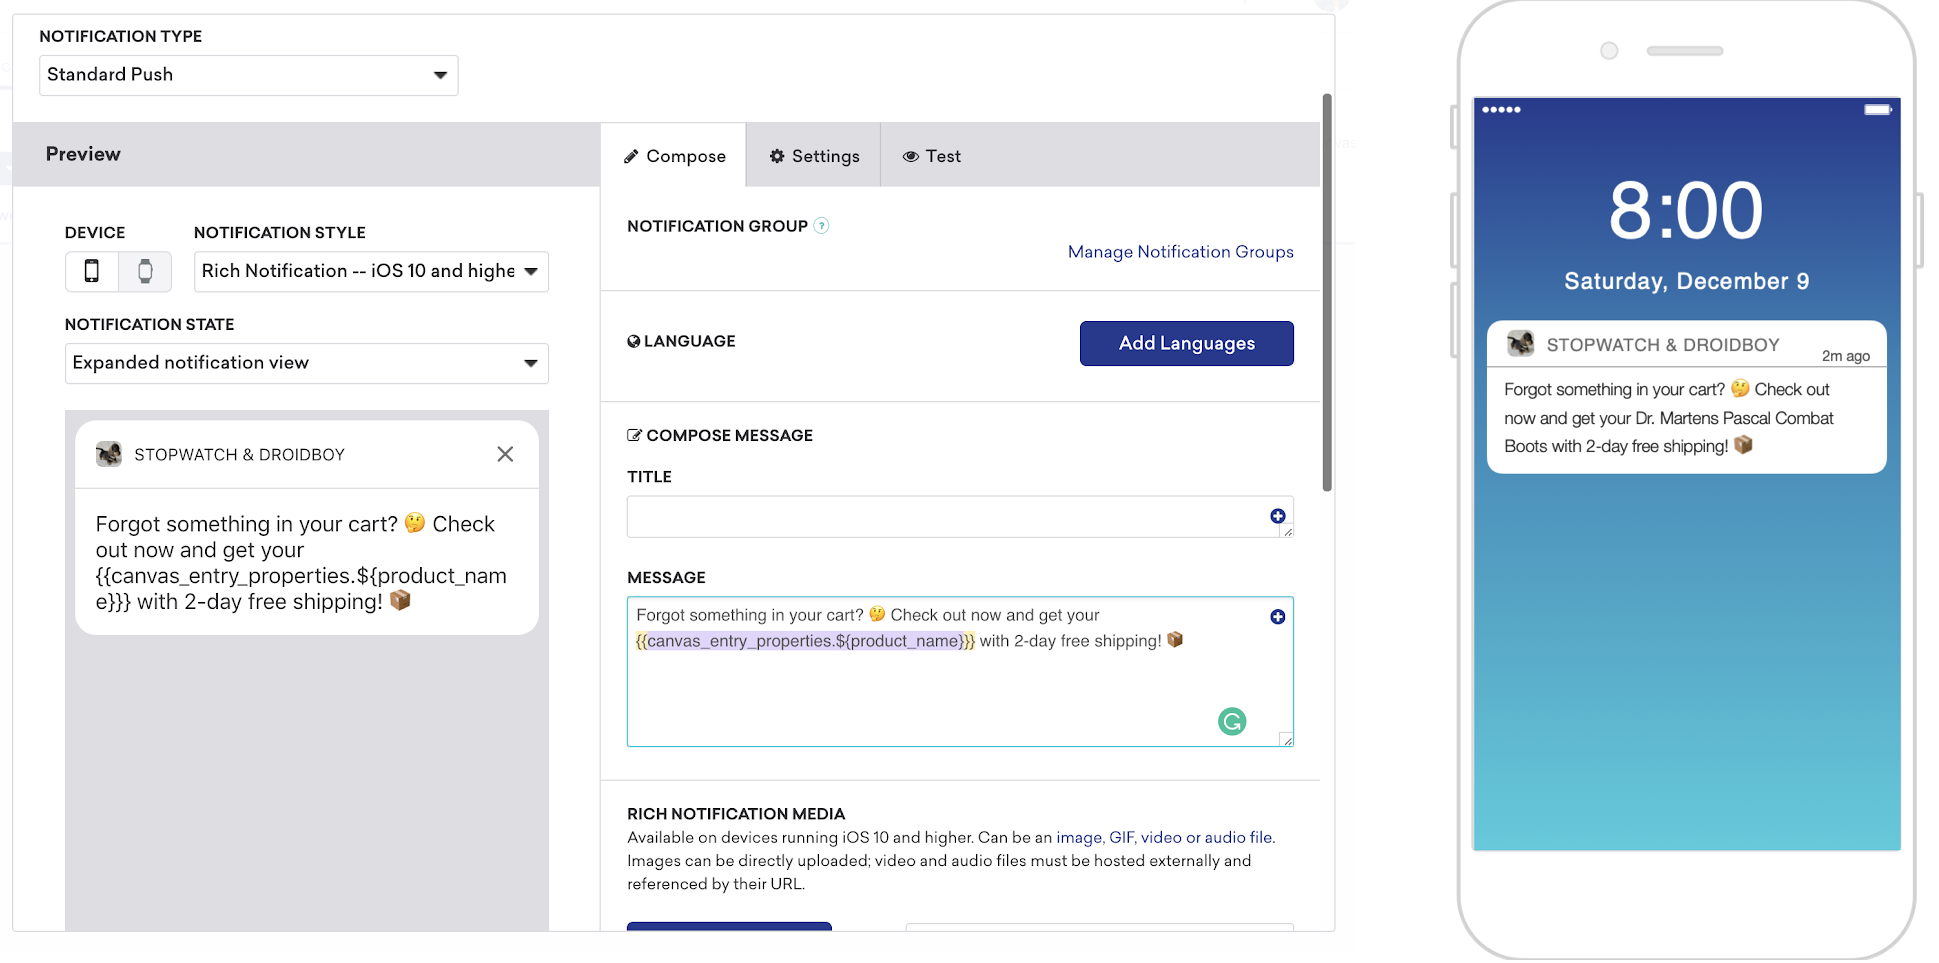 NOTIFICATION TYPE
Standard Push
Preview
Compose
Settings
Test
DEVICE
NOTIFICATION STYLE
Rich Notification -- iOS 10 and highe
NOTIFICATION STATE
Expanded notification view
STOPWATCH & DROIDBOY
Forgot something in your cart? 🤔 Check
out now and get your
{{canvas_entry_properties.${product_nam
e}}} with 2-day free shipping! 📦
NOTIFICATION GROUP ?
Manage Notification Groups
LANGUAGE
Add Languages
COMPOSE MESSAGE
TITLE
MESSAGE
Forgot something in your cart? 🤔 Check out now and get your
{{canvas_entry_properties.${product_name}}} with 2-day free shipping! 📦
RICH NOTIFICATION MEDIA
Available on devices running iOS 10 and higher. Can be an image, GIF, video or audio file.
Images can be directly uploaded; video and audio files must be hosted externally and
referenced by their URL.
8:00
Saturday, December 9
STOPWATCH & DROIDBOY
2m ago
Forgot something in your cart? 🤔 Check out
now and get your Dr. Martens Pascal Combat
Boots with 2-day free shipping! 📦